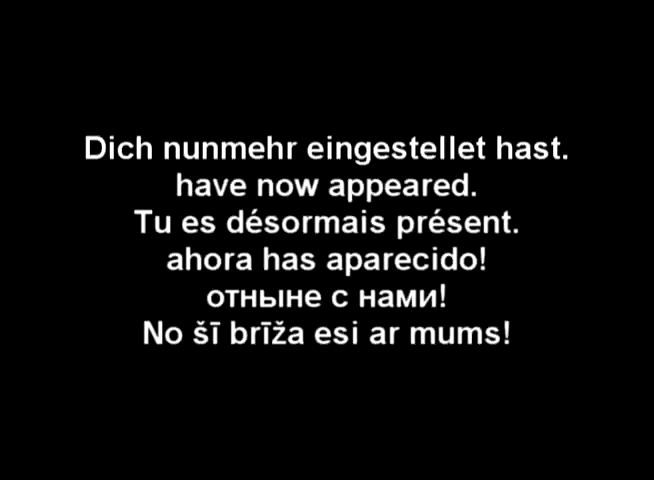 Dich nunmehr eingestellet hast.
have now appeared.
Tu es désormais présent.
ahora has aparecido!
отныне с нами!
No šī brīža esi ar mums!